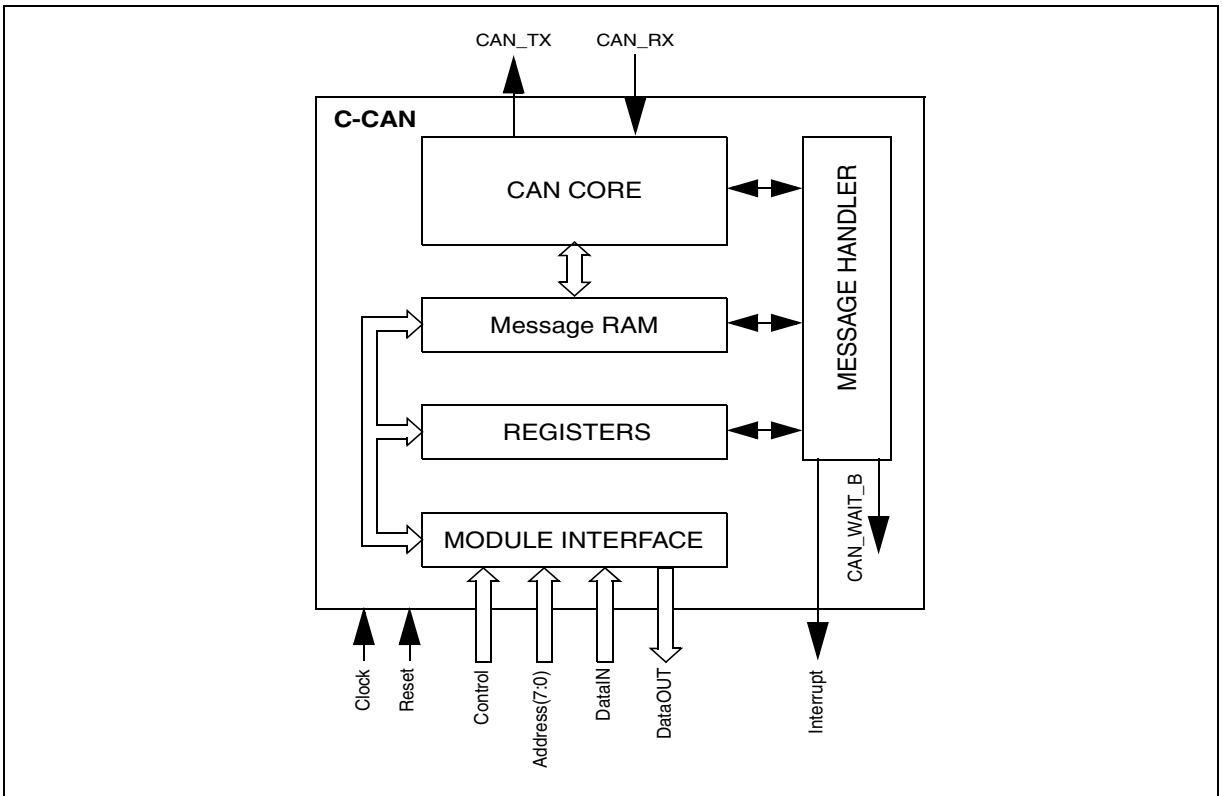 CAN_TX
CAN_RX
C-CAN
CAN CORE
MESSAGE HANDLER
Message RAM
REGISTERS
CAN_WAIT_B
MODULE INTERFACE
Clock
Reset
Control
Address(7:0)
DataIN
DataOUT
Interrupt